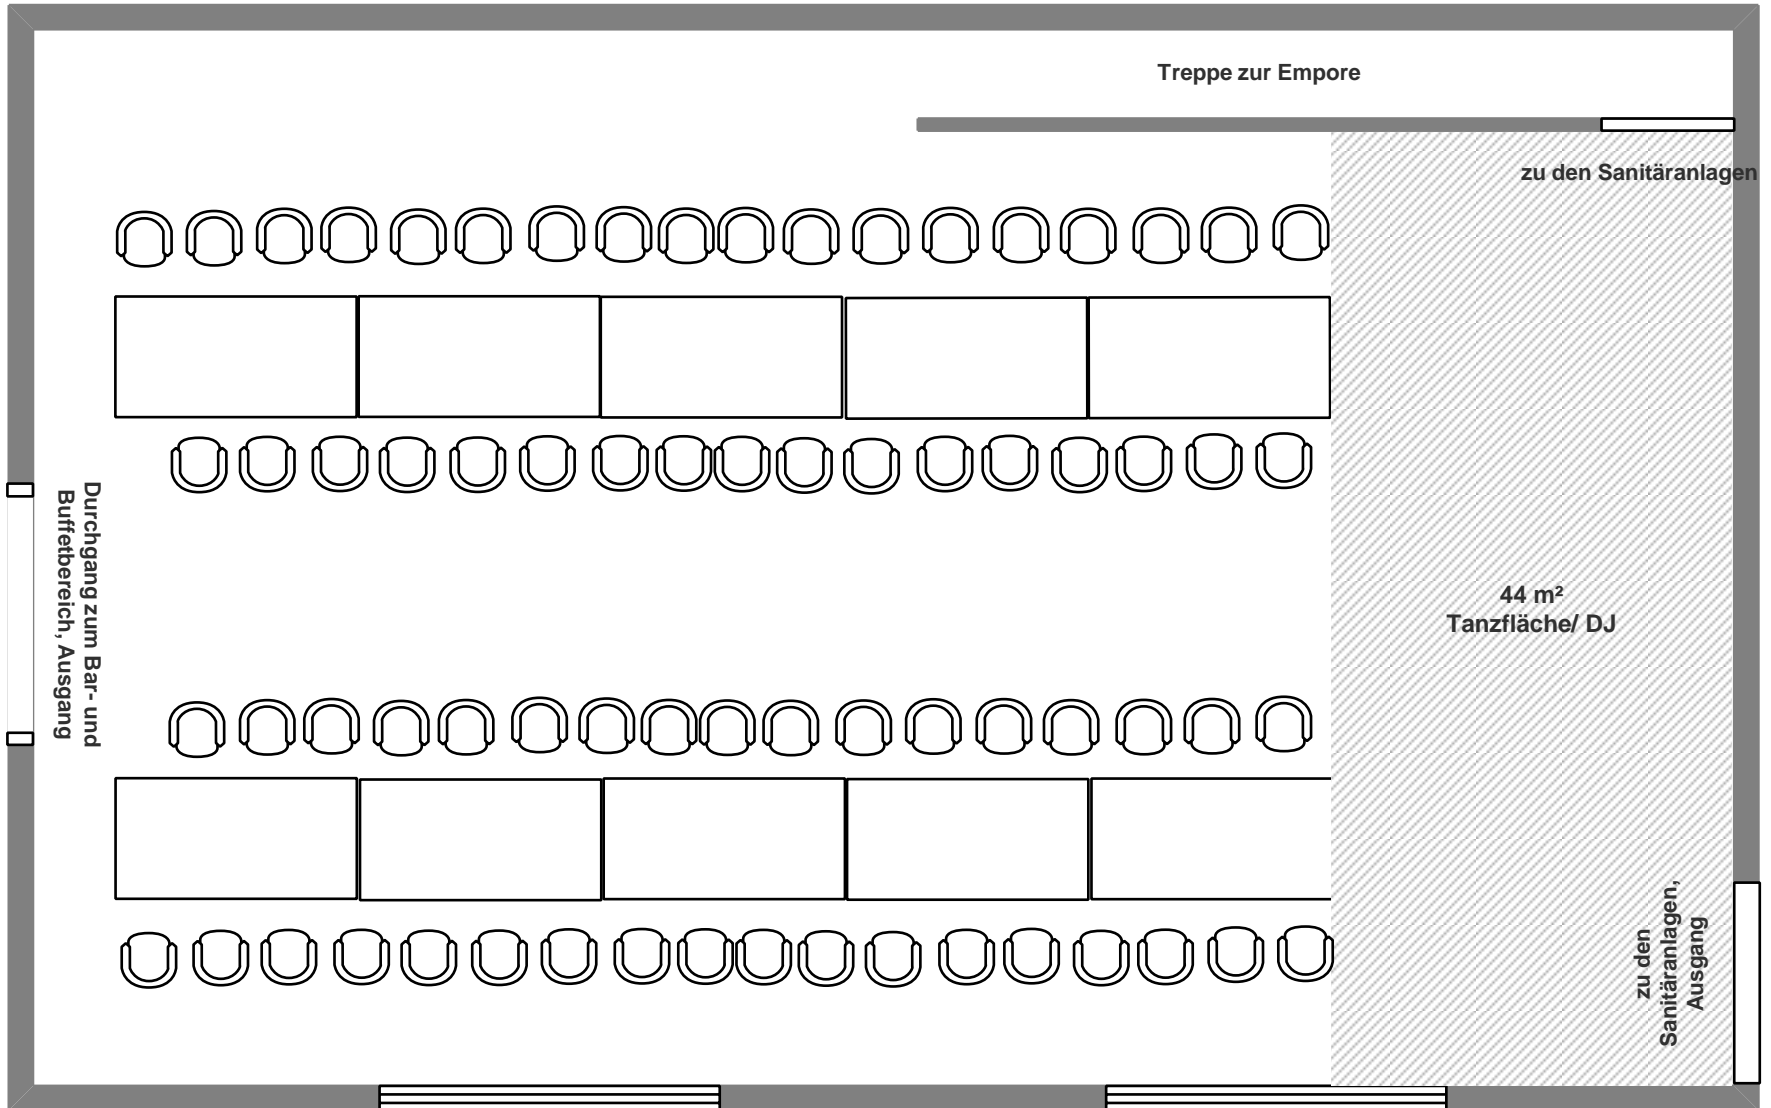 Treppe zur Empore
zu den Sanitäranlagen
Durchgang zum Bar- und
Buffetbereich, Ausgang
44 m²
Tanzfläche/ DJ
zu den
Sanitäranlagen,
Ausgang